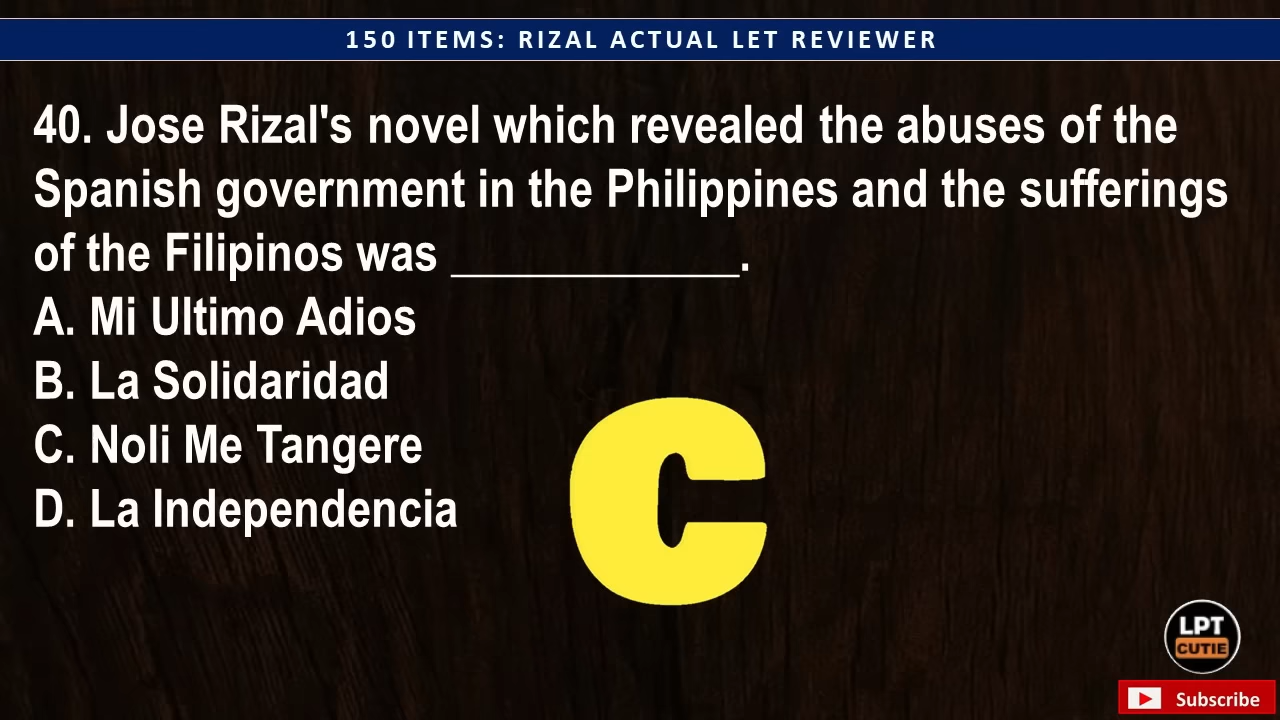 150 ITEMS: RIZAL ACTUAL LET REVIEWER
40. Jose Rizal's novel which revealed the abuses of the
Spanish government in the Philippines and the sufferings
of the Filipinos was ____________.
A. Mi Ultimo Adios
B. La Solidaridad
C. Noli Me Tangere
D. La Independencia
C
LPT
CUTIE
Subscribe